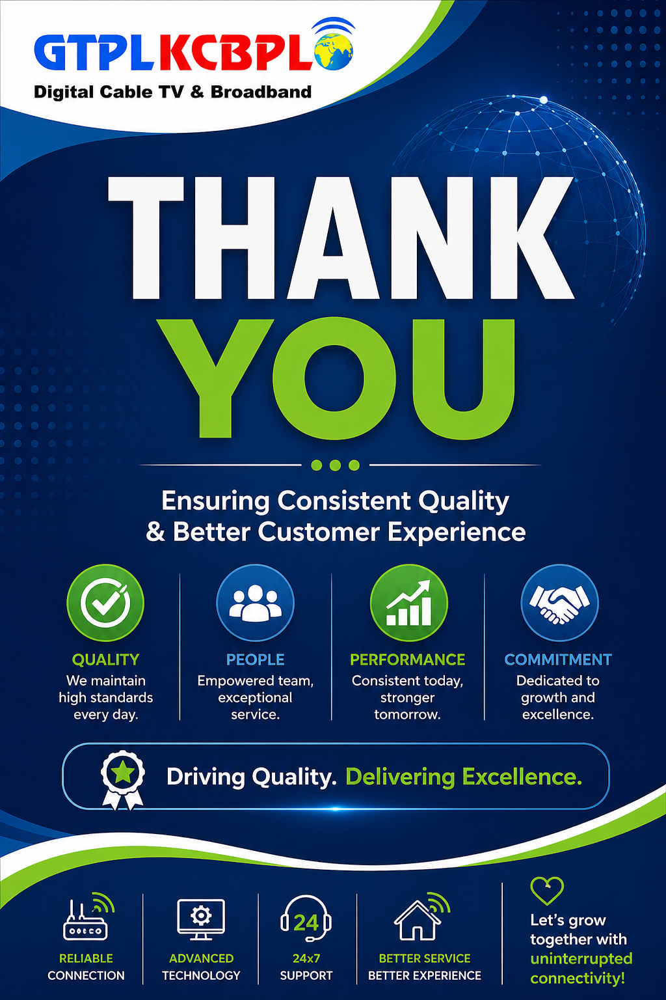 GTPL KCBPL
Digital Cable TV & Broadband
THANK
YOU
Ensuring Consistent Quality
& Better Customer Experience
QUALITY
We maintain
high standards
every day.
PEOPLE
Empowered team,
exceptional
service.
PERFORMANCE
Consistent today,
stronger
tomorrow.
COMMITMENT
Dedicated to
growth and
excellence.
Driving Quality. Delivering Excellence.
RELIABLE
CONNECTION
ADVANCED
TECHNOLOGY
24
24x7
SUPPORT
BETTER SERVICE
BETTER EXPERIENCE
Let's grow
together with
uninterrupted
connectivity!